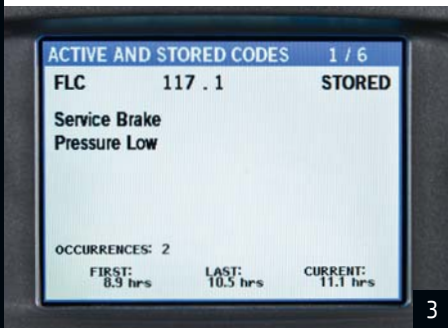 ACTIVE AND STORED CODES 1 / 6
FLC 117 . 1 STORED
Service Brake
Pressure Low
OCCURRENCES: 2
FIRST: LAST: CURRENT:
8.9 hrs 10.5 hrs 11.1 hrs
3